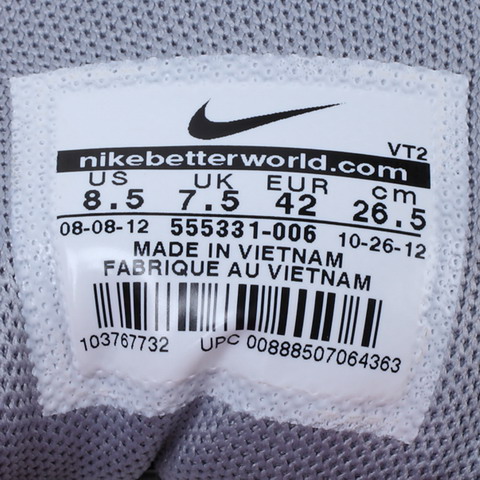 VT2
nikebetterworld.com
US UK EUR cm
8.5 7.5 42 26.5
08-08-12 555331-006 10-26-12
MADE IN VIETNAM
FABRIQUE AU VIETNAM
103767732 UPC 00888507064363